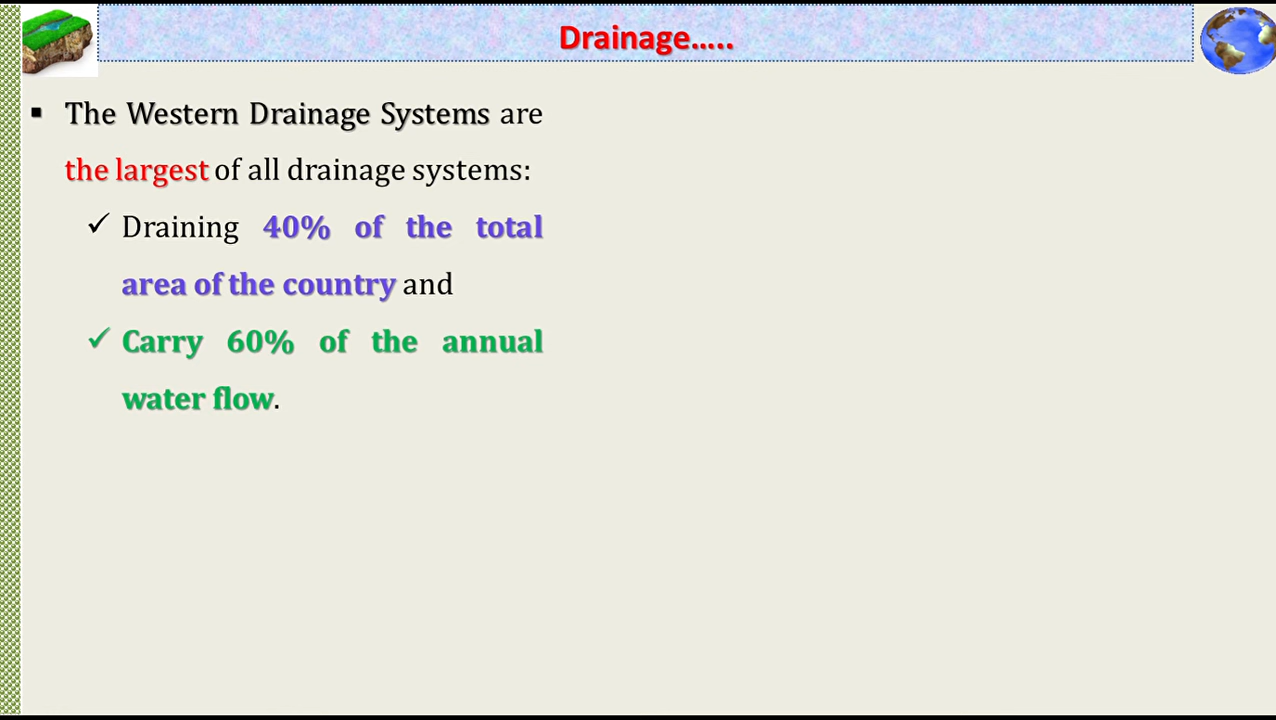 Drainage…..
▪ The Western Drainage Systems are
the largest of all drainage systems:
✓ Draining 40% of the total
area of the country and
✓ Carry 60% of the annual
water flow.